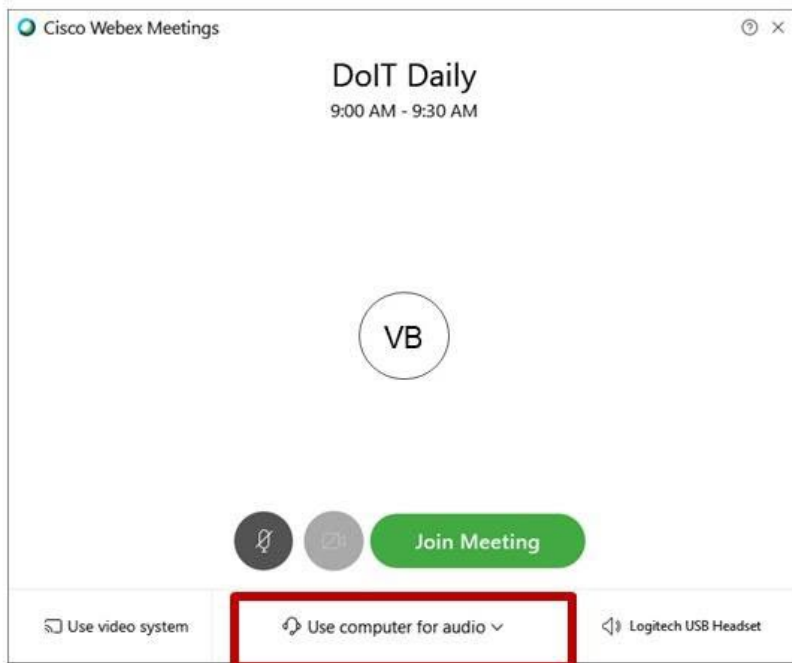 Cisco Webex Meetings
DoIT Daily
9:00 AM - 9:30 AM
VB
Join Meeting
Use video system
Use computer for audio
Logitech USB Headset